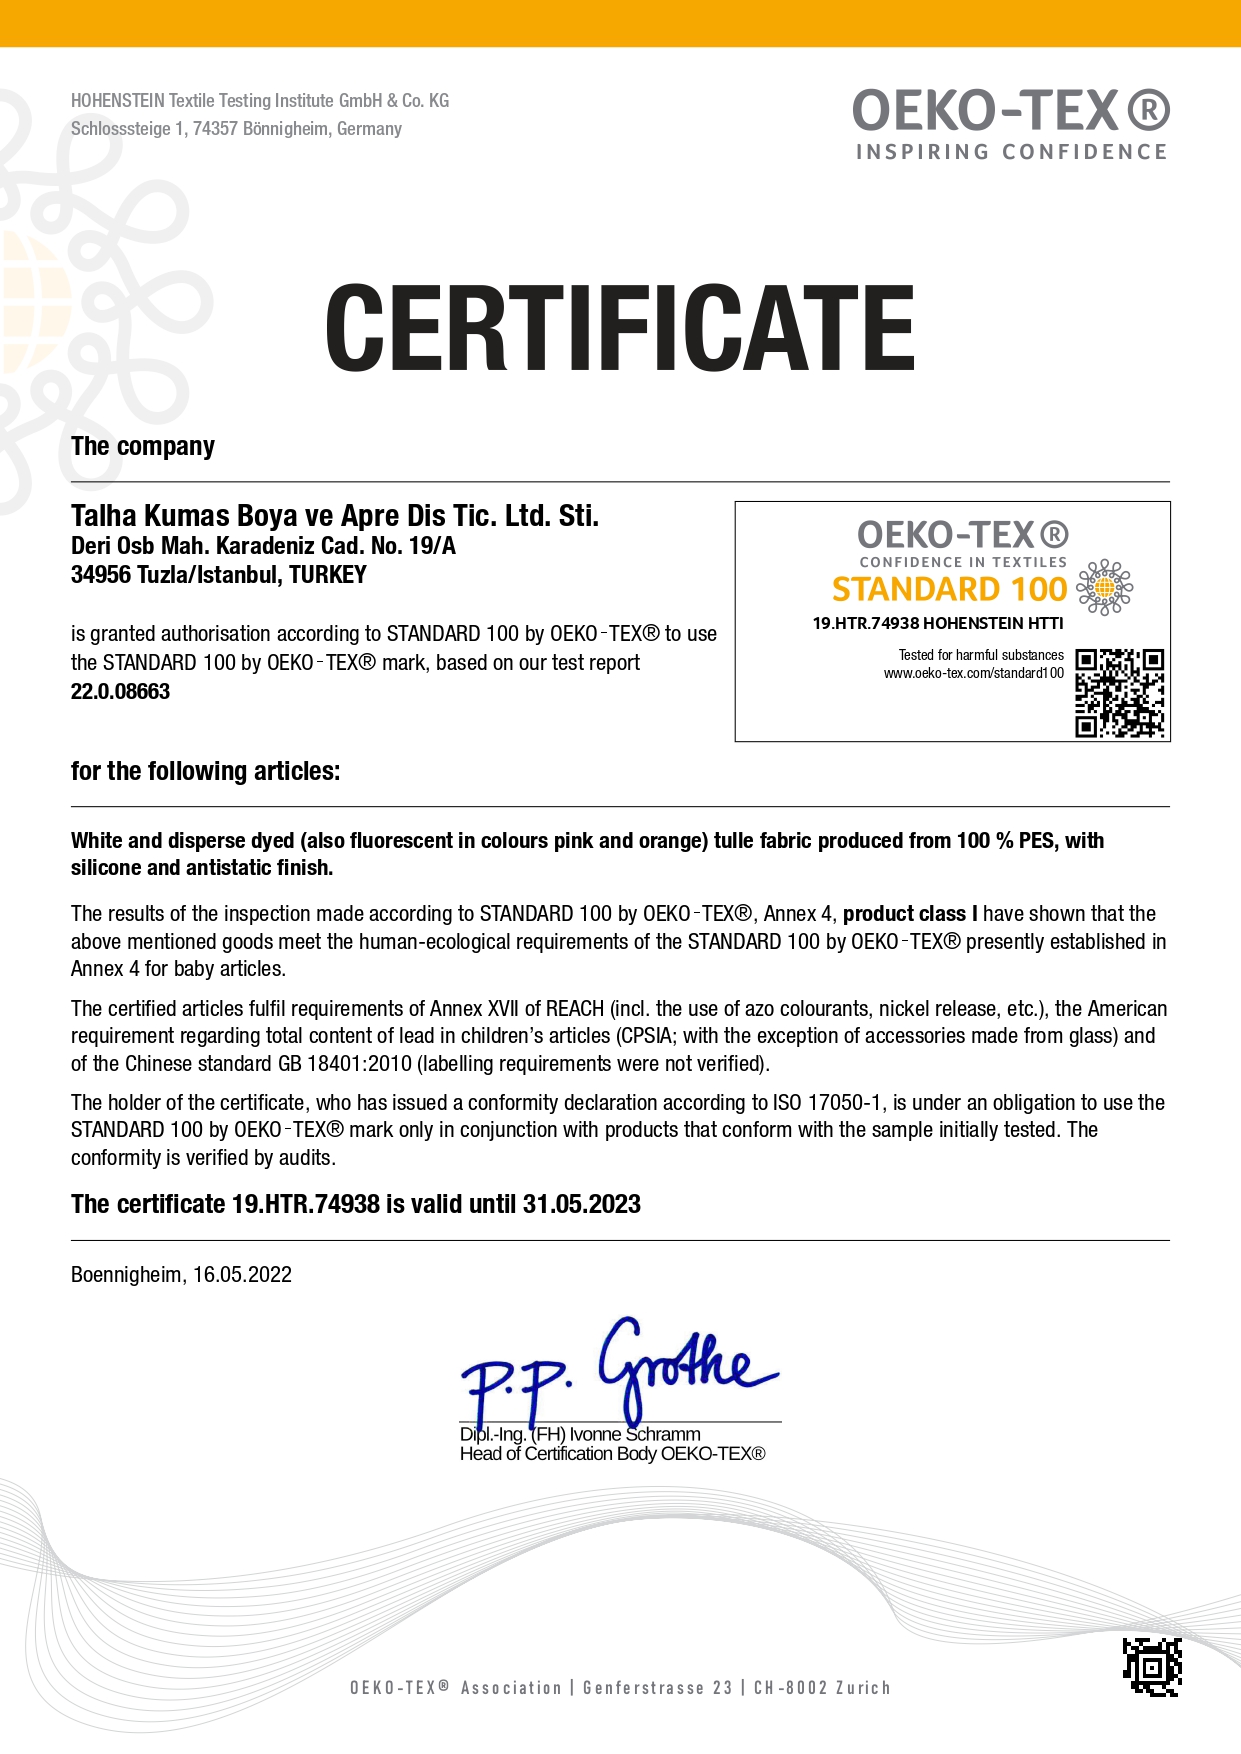 HOHENSTEIN Textile Testing Institute GmbH & Co. KG
Schlosssteige 1, 74357 Bönnigheim, Germany
OEKO-TEX®
INSPIRING CONFIDENCE
CERTIFICATE
The company
Talha Kumas Boya ve Apre Dis Tic. Ltd. Sti.
Deri Osb Mah. Karadeniz Cad. No. 19/A
34956 Tuzla/Istanbul, TURKEY
is granted authorisation according to STANDARD 100 by OEKO-TEX® to use
the STANDARD 100 by OEKO-TEX® mark, based on our test report
22.0.08663
OEKO-TEX®
CONFIDENCE IN TEXTILES
STANDARD 100
19.HTR.74938 HOHENSTEIN HTTI
Tested for harmful substances
www.oeko-tex.com/standard100
for the following articles:
White and disperse dyed (also fluorescent in colours pink and orange) tulle fabric produced from 100 % PES, with
silicone and antistatic finish.
The results of the inspection made according to STANDARD 100 by OEKO-TEX®, Annex 4, product class I have shown that the
above mentioned goods meet the human-ecological requirements of the STANDARD 100 by OEKO-TEX® presently established in
Annex 4 for baby articles.
The certified articles fulfil requirements of Annex XVII of REACH (incl. the use of azo colourants, nickel release, etc.), the American
requirement regarding total content of lead in children's articles (CPSIA; with the exception of accessories made from glass) and
of the Chinese standard GB 18401:2010 (labelling requirements were not verified).
The holder of the certificate, who has issued a conformity declaration according to ISO 17050-1, is under an obligation to use the
STANDARD 100 by OEKO-TEX® mark only in conjunction with products that conform with the sample initially tested. The
conformity is verified by audits.
The certificate 19.HTR.74938 is valid until 31.05.2023
Boennigheim, 16.05.2022
P.P. Grothe
Dipl.-Ing. (FH) Ivonne Schramm
Head of Certification Body OEKO-TEX®
OEKO-TEX® Association | Genferstrasse 23 | CH-8002 Zurich